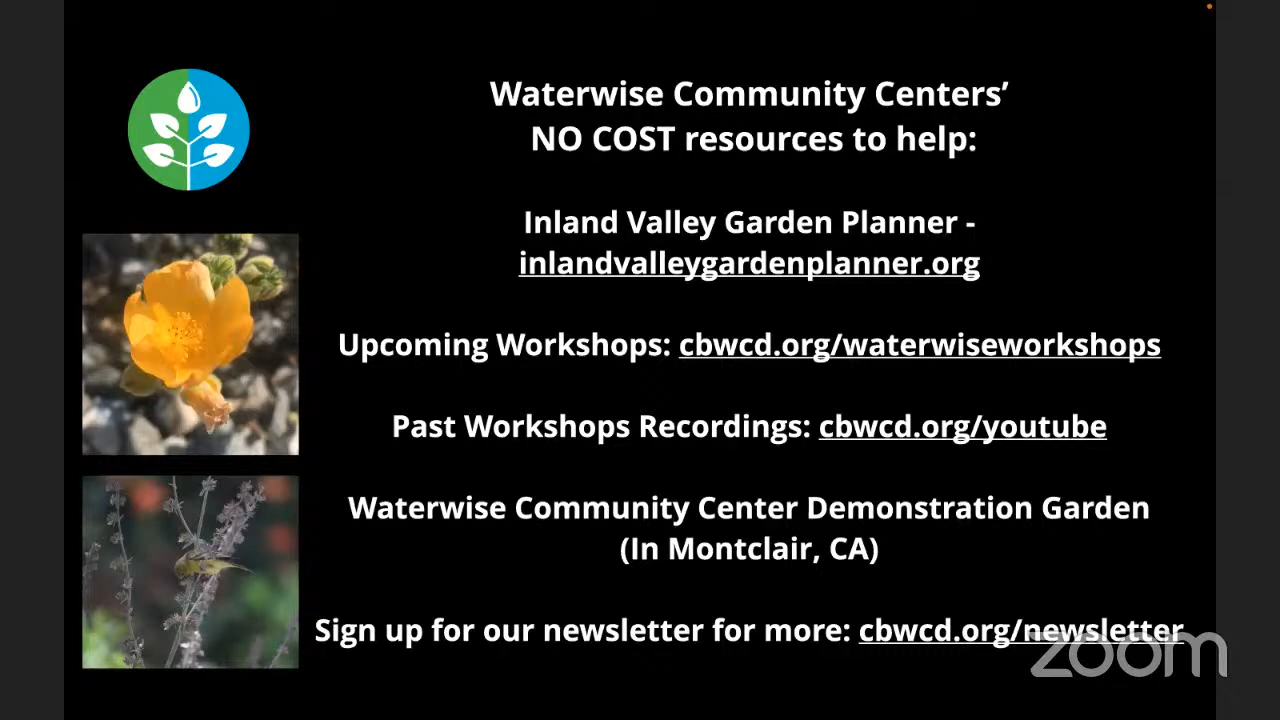 Waterwise Community Centers’
NO COST resources to help:
Inland Valley Garden Planner -
inlandvalleygardenplanner.org
Upcoming Workshops: cbwcd.org/waterwiseworkshops
Past Workshops Recordings: cbwcd.org/youtube
Waterwise Community Center Demonstration Garden
(In Montclair, CA)
Sign up for our newsletter for more: cbwcd.org/newsletter
zoom